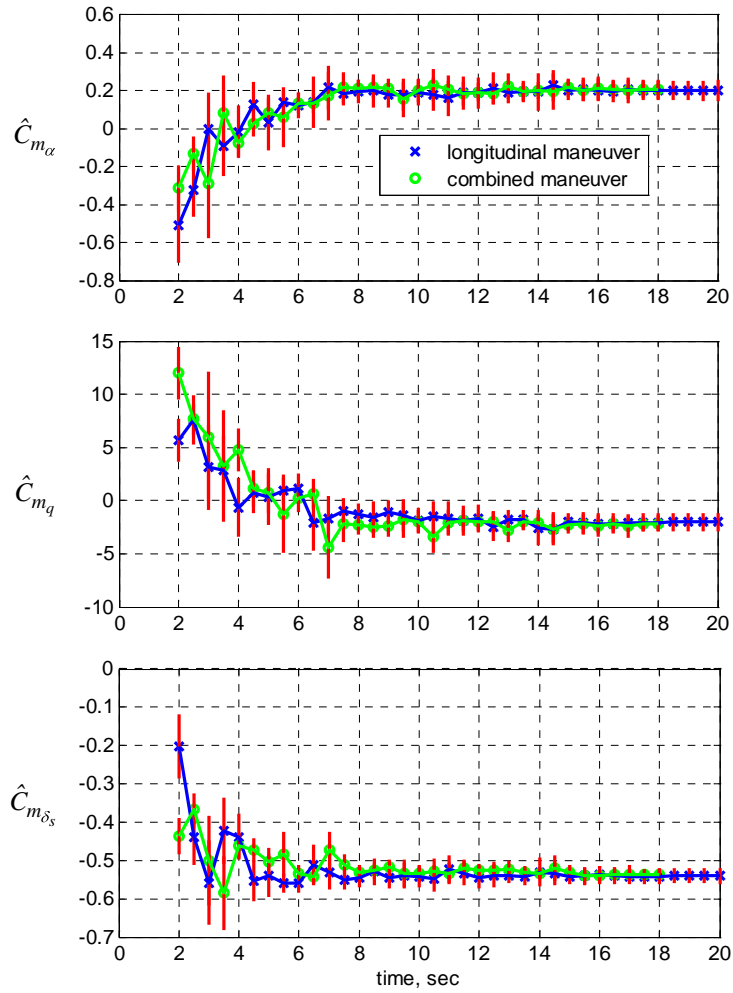 0.6
0.4
0.2
0
-0.2
-0.4
-0.6
-0.8
Ĉ_{m_α}
longitudinal maneuver
combined maneuver
0 2 4 6 8 10 12 14 16 18 20
15
10
5
0
-5
-10
Ĉ_{m_q}
0 2 4 6 8 10 12 14 16 18 20
0
-0.1
-0.2
-0.3
-0.4
-0.5
-0.6
-0.7
Ĉ_{m_{δ_s}}
0 2 4 6 8 10 12 14 16 18 20
time, sec